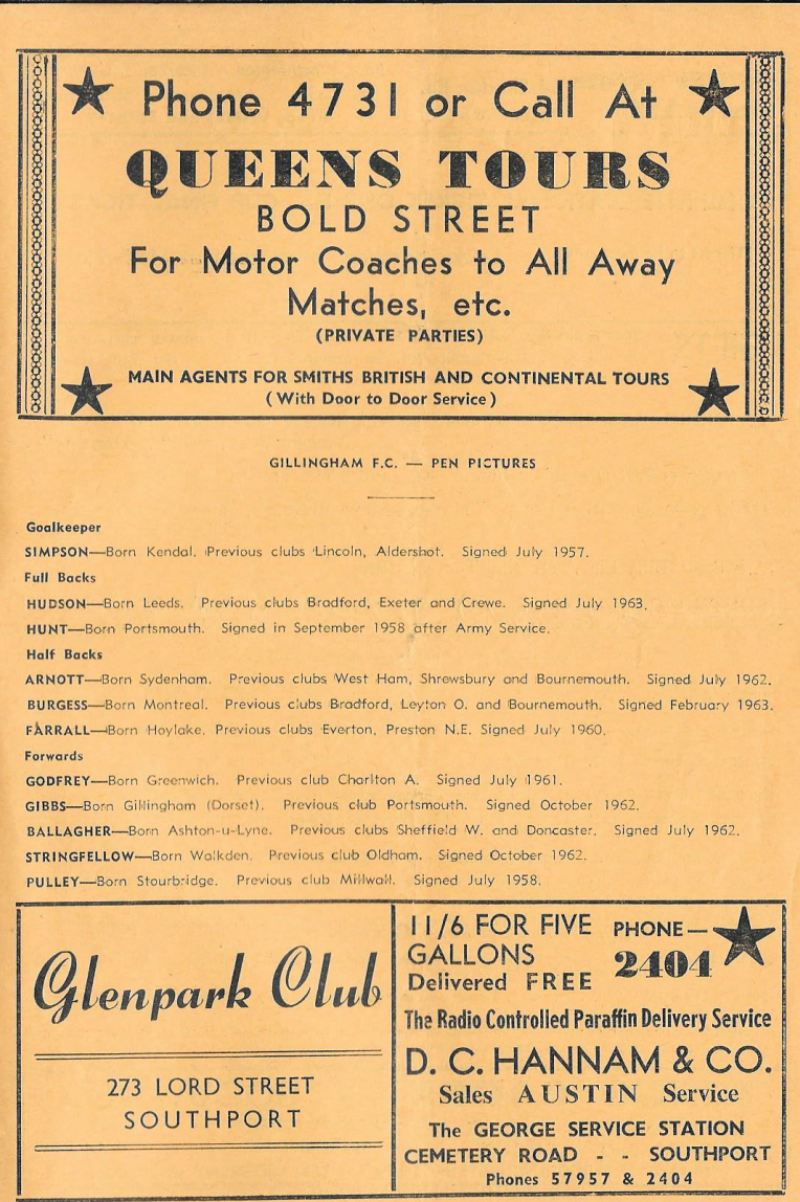 Phone 4731 or Call At
QUEENS TOURS
BOLD STREET
For Motor Coaches to All Away
Matches, etc.
(PRIVATE PARTIES)
MAIN AGENTS FOR SMITHS BRITISH AND CONTINENTAL TOURS
(With Door to Door Service)
GILLINGHAM F.C. — PEN PICTURES
Goalkeeper
SIMPSON—Born Kendal. Previous clubs Lincoln, Aldershot. Signed July 1957.
Full Backs
HUDSON—Born Leeds. Previous clubs Bradford, Exeter and Crewe. Signed July 1963.
HUNT—Born Portsmouth. Signed in September 1958 after Army Service.
Half Backs
ARNOTT—Born Sydenham. Previous clubs West Ham, Shrewsbury and Bournemouth. Signed July 1962.
BURGESS—Born Montreal. Previous clubs Bradford, Leyton O. and Bournemouth. Signed February 1963.
FARRALL—Born Hoylake. Previous clubs Everton, Preston N.E. Signed July 1960.
Forwards
GODFREY—Born Greenwich. Previous club Charlton A. Signed July 1961.
GIBBS—Born Gillingham (Dorset). Previous club Portsmouth. Signed October 1962.
BALLAGHER—Born Ashton-u-Lyne. Previous clubs Sheffield W. and Doncaster. Signed July 1962.
STRINGFELLOW—Born Walkden. Previous club Oldham. Signed October 1962.
PULLEY—Born Stourbridge. Previous club Millwall. Signed July 1958.
Glenpark Club
273 LORD STREET
SOUTHPORT
11/6 FOR FIVE
GALLONS
Delivered FREE
PHONE—
2404
The Radio Controlled Paraffin Delivery Service
D. C. HANNAM & CO.
Sales AUSTIN Service
The GEORGE SERVICE STATION
CEMETERY ROAD - - SOUTHPORT
Phones 57957 & 2404